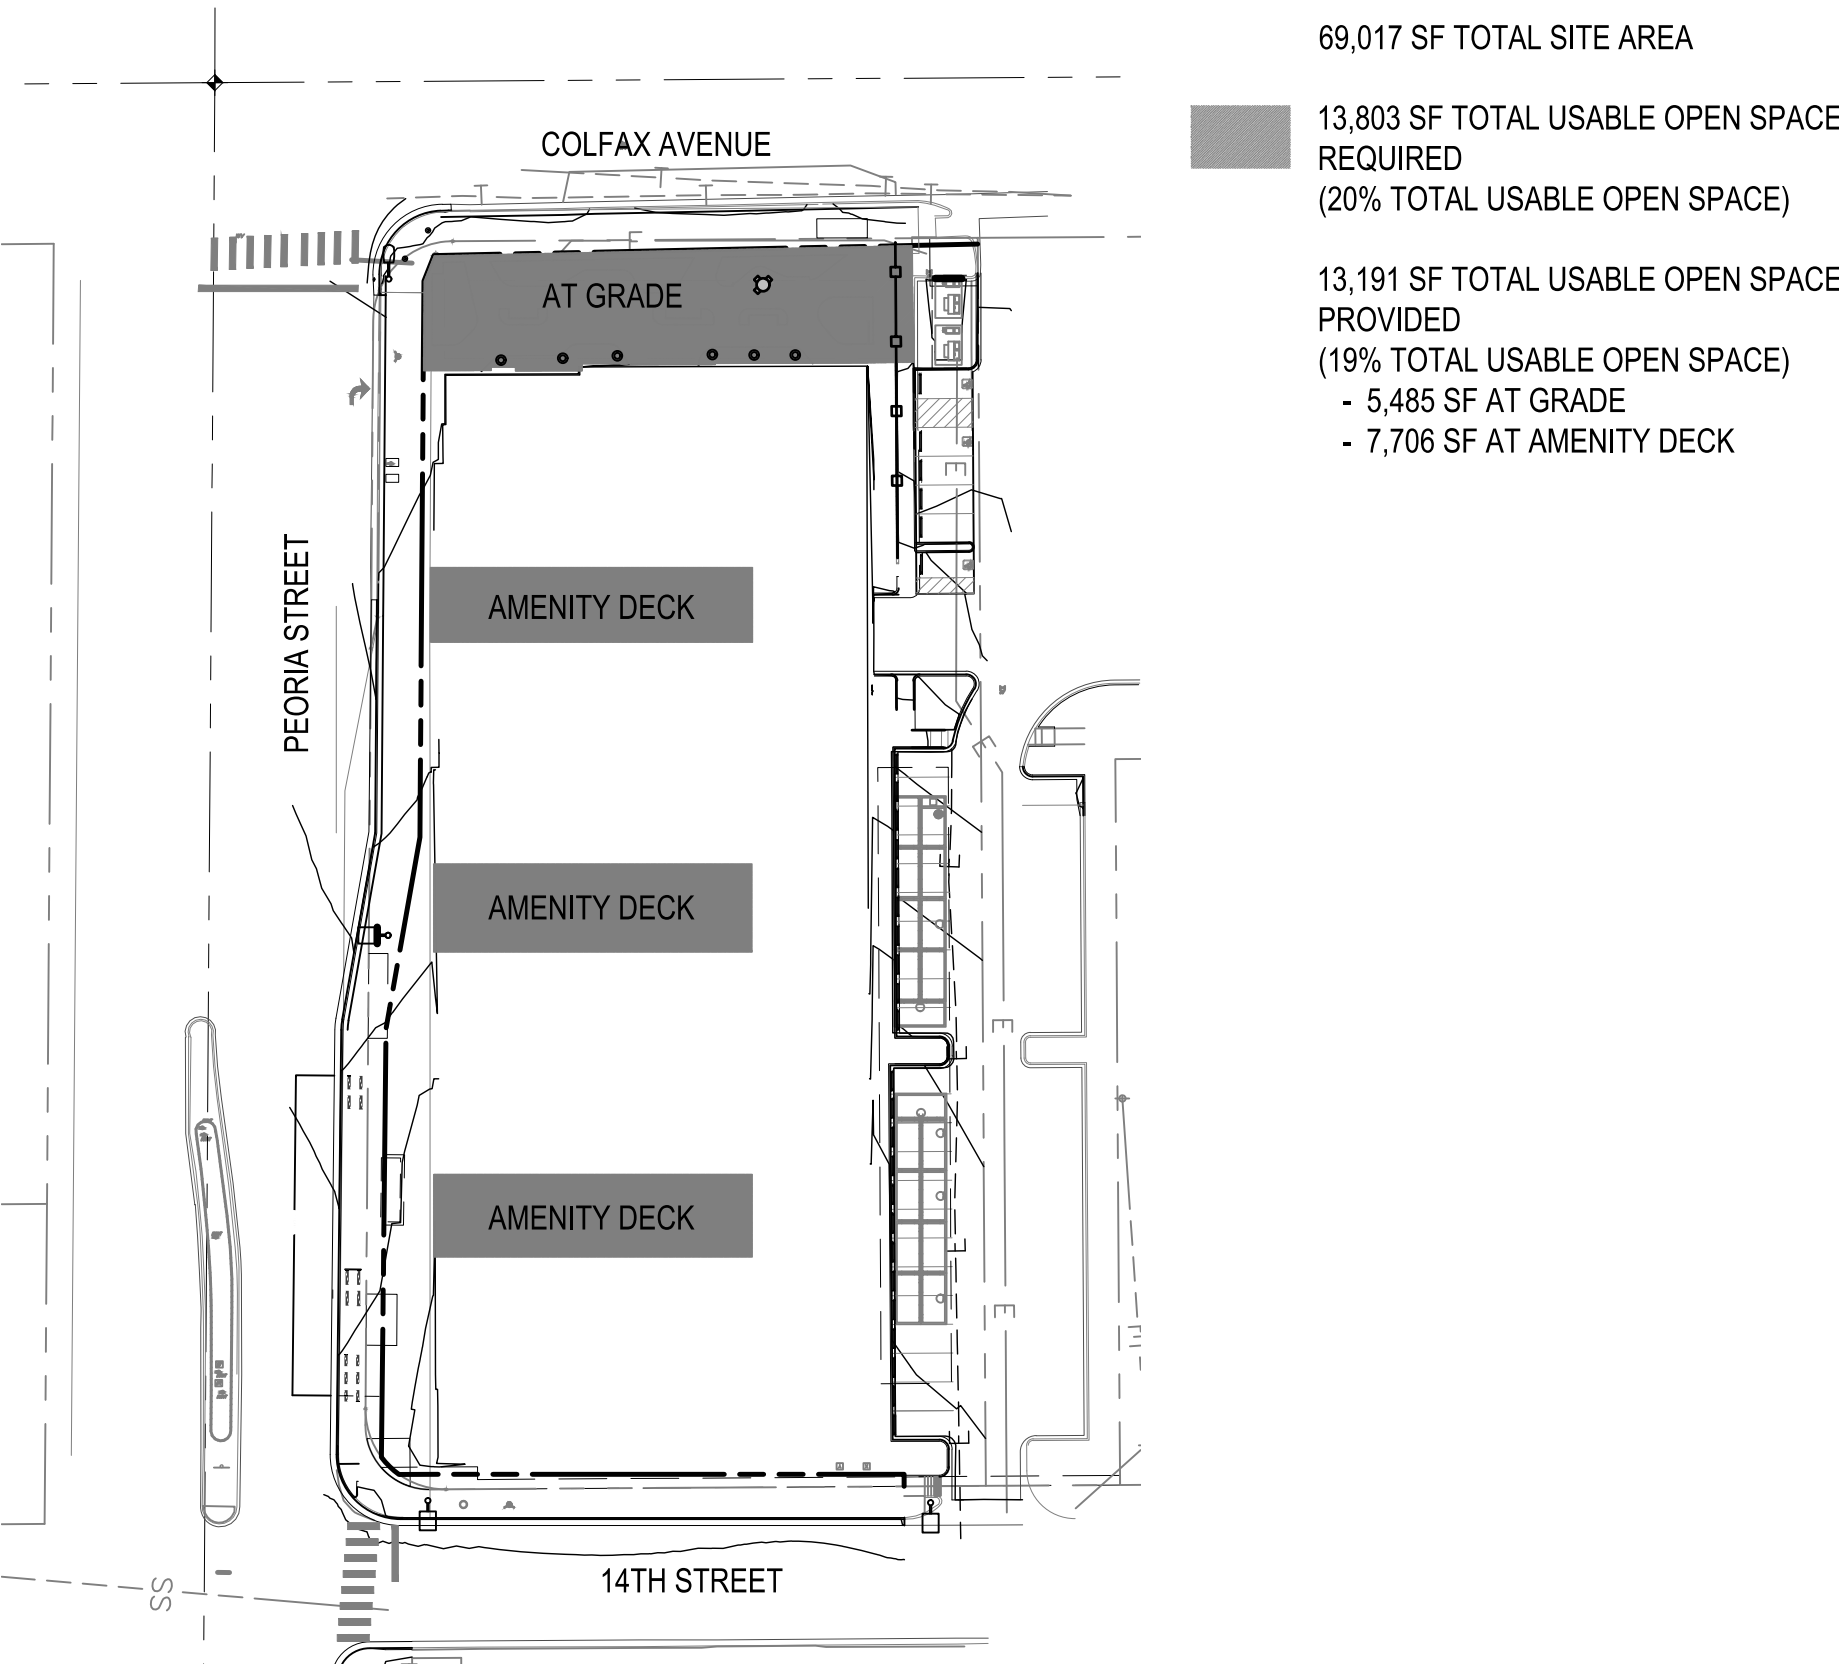 69,017 SF TOTAL SITE AREA
13,803 SF TOTAL USABLE OPEN SPACE
REQUIRED
(20% TOTAL USABLE OPEN SPACE)
13,191 SF TOTAL USABLE OPEN SPACE
PROVIDED
(19% TOTAL USABLE OPEN SPACE)
- 5,485 SF AT GRADE
- 7,706 SF AT AMENITY DECK
COLFAX AVENUE
E
AT GRADE
E
PEORIA STREET
AMENITY DECK
E
AMENITY DECK
E
AMENITY DECK
E
E
14TH STREET
SS